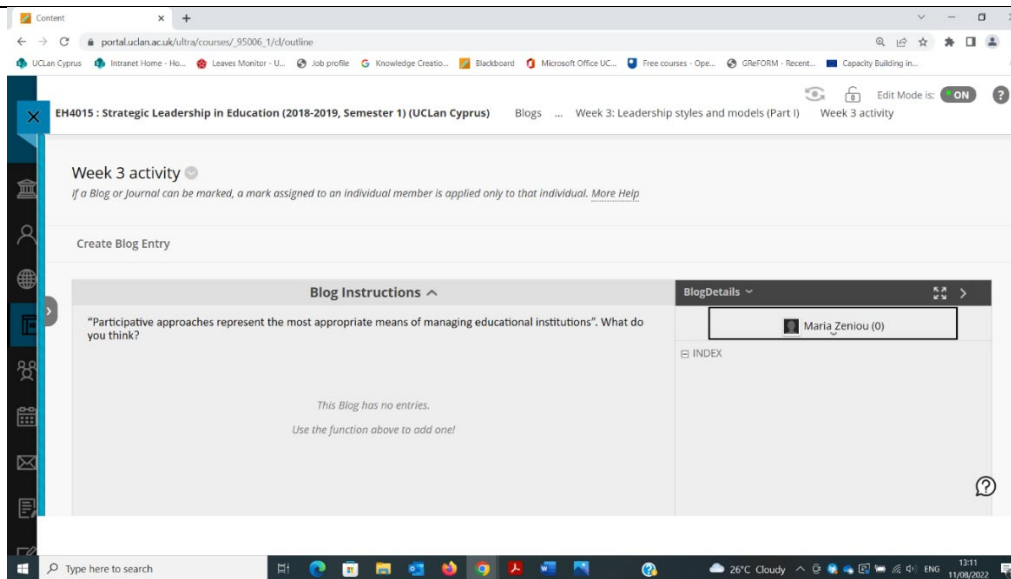 Content
portal.uclan.ac.uk/ultra/courses/_95006_1/cl/outline
UCLan Cyprus Intranet Home - Ho... Leaves Monitor - U... Job profile Knowledge Creatio... Blackboard Microsoft Office UC... Free courses - Ope... GReFORM - Recent... Capacity Building in...
Edit Mode is: ON ?
EH4015 : Strategic Leadership in Education (2018-2019, Semester 1) (UCLan Cyprus) Blogs ... Week 3: Leadership styles and models (Part I) Week 3 activity
Week 3 activity
If a Blog or Journal can be marked, a mark assigned to an individual member is applied only to that individual. More Help
Create Blog Entry
Blog Instructions
BlogDetails
"Participative approaches represent the most appropriate means of managing educational institutions". What do
you think?
Maria Zeniou (0)
INDEX
This Blog has no entries.
Use the function above to add one!
Type here to search
26°C Cloudy
ENG
13:11
11/08/2022